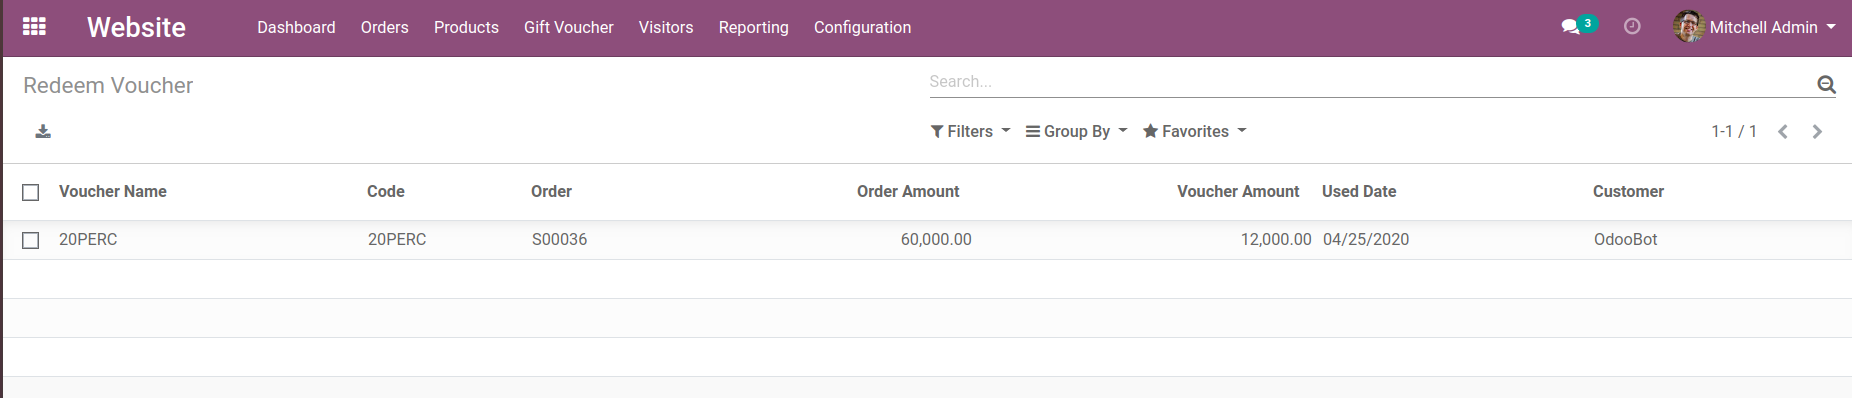 Website Dashboard Orders Products Gift Voucher Visitors Reporting Configuration 3 Mitchell Admin
Redeem Voucher Search...
Filters Group By Favorites 1-1 / 1
Voucher Name Code Order Order Amount Voucher Amount Used Date Customer
20PERC 20PERC S00036 60,000.00 12,000.00 04/25/2020 OdooBot